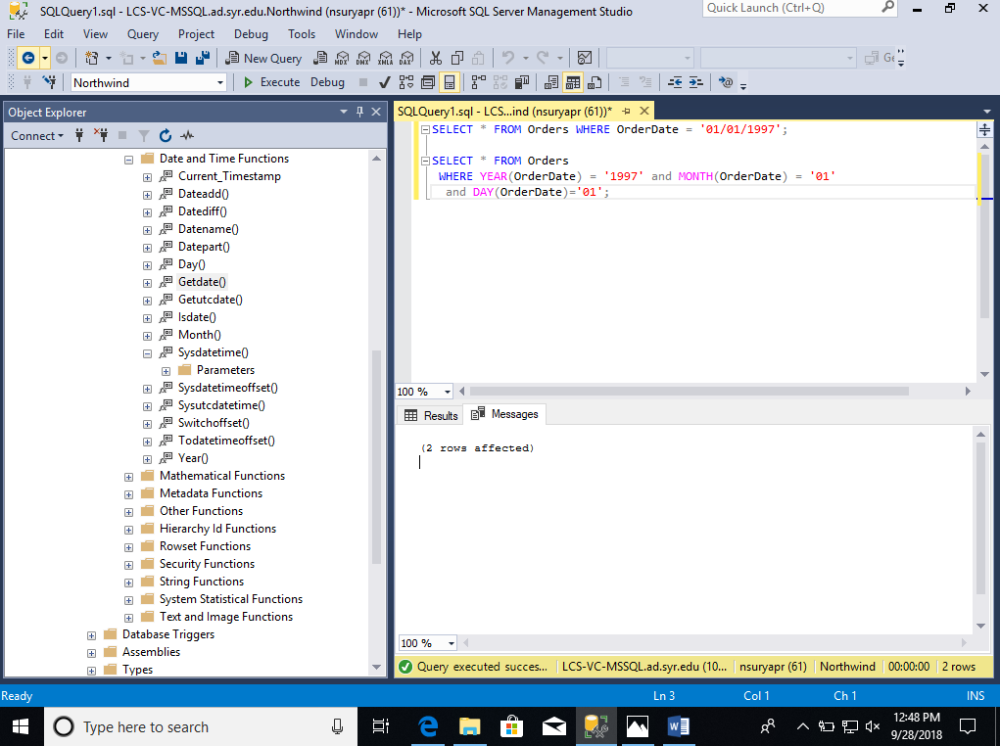 SQLQuery1.sql - LCS-VC-MSSQL.ad.syr.edu.Northwind (nsuryapr (61))* - Microsoft SQL Server Management Studio
Quick Launch (Ctrl+Q)
File Edit View Query Project Debug Tools Window Help
New Query MDX DMX XMLA DAX
Northwind Execute Debug
Object Explorer
Connect
Date and Time Functions
Current_Timestamp
Dateadd()
Datediff()
Datename()
Datepart()
Day()
Getdate()
Getutcdate()
Isdate()
Month()
Sysdatetime()
Parameters
Sysdatetimeoffset()
Sysutcdatetime()
Switchoffset()
Todatetimeoffset()
Year()
Mathematical Functions
Metadata Functions
Other Functions
Hierarchy Id Functions
Rowset Functions
Security Functions
String Functions
System Statistical Functions
Text and Image Functions
Database Triggers
Assemblies
Types
SQLQuery1.sql - LCS...ind (nsuryapr (61))*
SELECT * FROM Orders WHERE OrderDate = '01/01/1997';
SELECT * FROM Orders
WHERE YEAR(OrderDate) = '1997' and MONTH(OrderDate) = '01'
and DAY(OrderDate)='01';
100 %
Results Messages
(2 rows affected)
100 %
Query executed succes... LCS-VC-MSSQL.ad.syr.edu (10... nsuryapr (61) Northwind 00:00:00 2 rows
Ready Ln 3 Col 1 Ch 1 INS
Type here to search
12:48 PM
9/28/2018